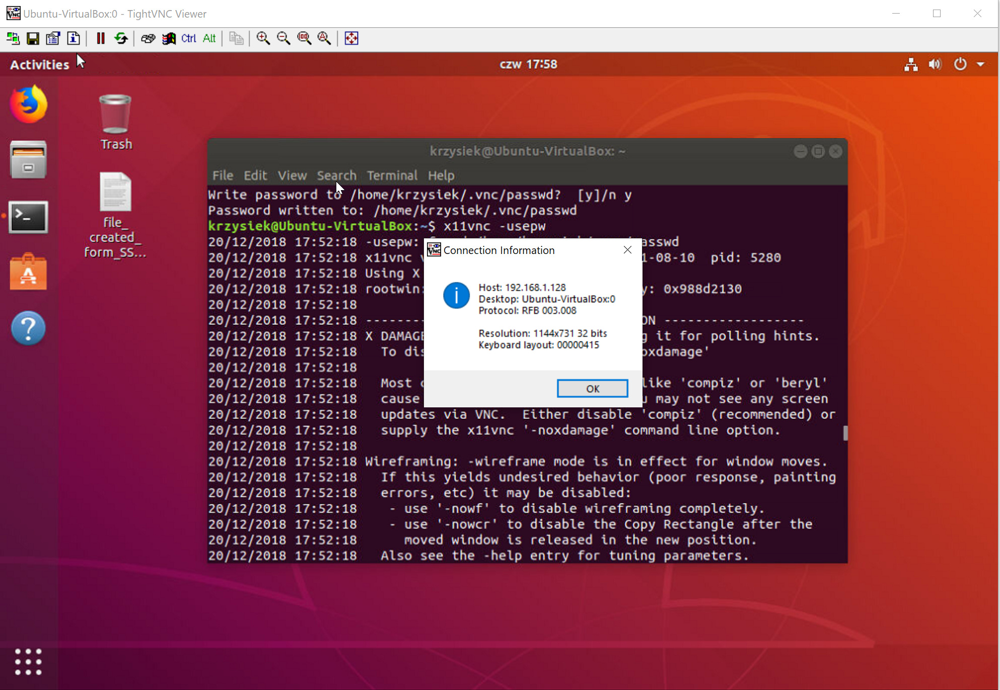 Ubuntu-VirtualBox:0 - TightVNC Viewer
Ctrl Alt
Activities
czw 17:58
Trash
file_
created_
form_SS...
krzysiek@Ubuntu-VirtualBox: ~
File Edit View Search Terminal Help
Write password to /home/krzysiek/.vnc/passwd?  [y]/n y
Password written to: /home/krzysiek/.vnc/passwd
krzysiek@Ubuntu-VirtualBox:~$ x11vnc -usepw
20/12/2018 17:52:18 -usepw: asswd
20/12/2018 17:52:18 x11vnc 1-08-10  pid: 5280
20/12/2018 17:52:18 Using X
20/12/2018 17:52:18 rootwin: y: 0x988d2130
20/12/2018 17:52:18
20/12/2018 17:52:18 -------- ON ------------------
20/12/2018 17:52:18 X DAMAGE g it for polling hints.
20/12/2018 17:52:18   To dis oxdamage'
20/12/2018 17:52:18
20/12/2018 17:52:18   Most c like 'compiz' or 'beryl'
20/12/2018 17:52:18   cause u may not see any screen
20/12/2018 17:52:18   updates via VNC.  Either disable 'compiz' (recommended) or
20/12/2018 17:52:18   supply the x11vnc '-noxdamage' command line option.
20/12/2018 17:52:18
20/12/2018 17:52:18 Wireframing: -wireframe mode is in effect for window moves.
20/12/2018 17:52:18   If this yields undesired behavior (poor response, painting
20/12/2018 17:52:18   errors, etc) it may be disabled:
20/12/2018 17:52:18    - use '-nowf' to disable wireframing completely.
20/12/2018 17:52:18    - use '-nowcr' to disable the Copy Rectangle after the
20/12/2018 17:52:18      moved window is released in the new position.
20/12/2018 17:52:18   Also see the -help entry for tuning parameters.
Connection Information
Host: 192.168.1.128
Desktop: Ubuntu-VirtualBox:0
Protocol: RFB 003.008
Resolution: 1144x731 32 bits
Keyboard layout: 00000415
OK